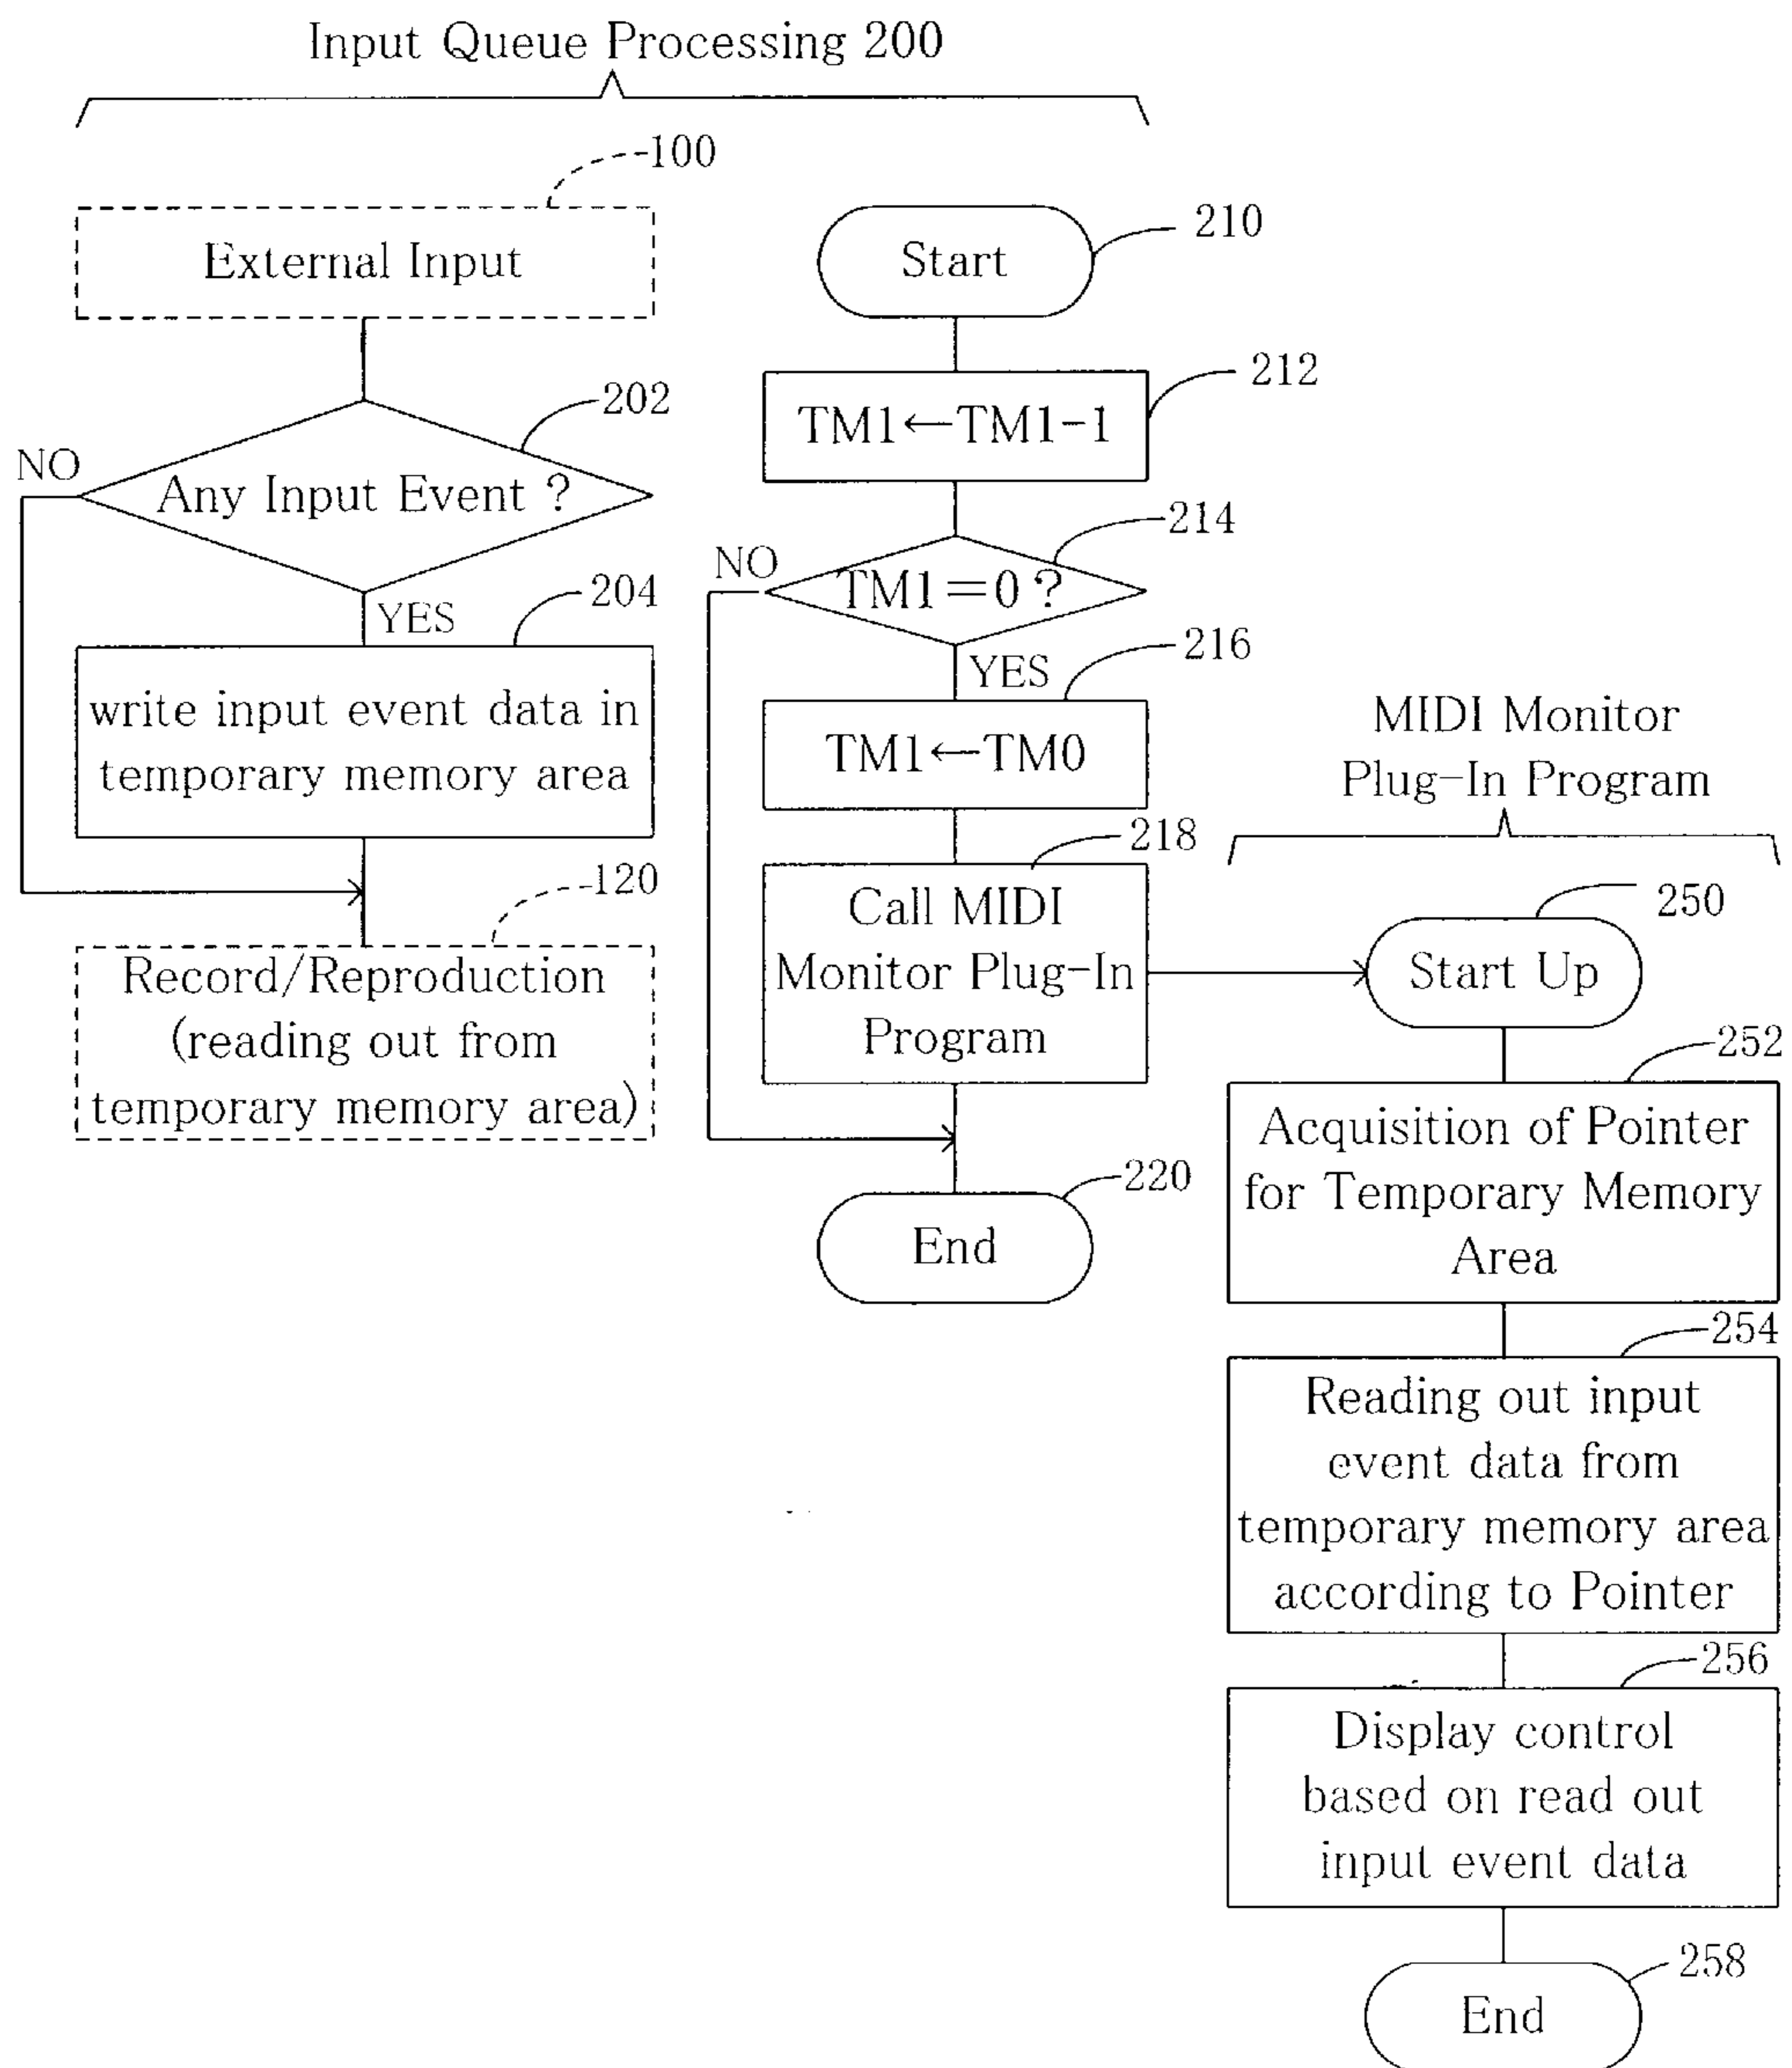 Input Queue Processing 200
100
External Input
202
NO
Any Input Event ?
YES
204
write input event data in
temporary memory area
120
Record/Reproduction
(reading out from
temporary memory area)
210
Start
212
TM1←TM1-1
214
NO
TM1=0 ?
YES
216
TM1←TM0
218
Call MIDI
Monitor Plug-In
Program
220
End
MIDI Monitor
Plug-In Program
250
Start Up
252
Acquisition of Pointer
for Temporary Memory
Area
254
Reading out input
event data from
temporary memory area
according to Pointer
256
Display control
based on read out
input event data
258
End